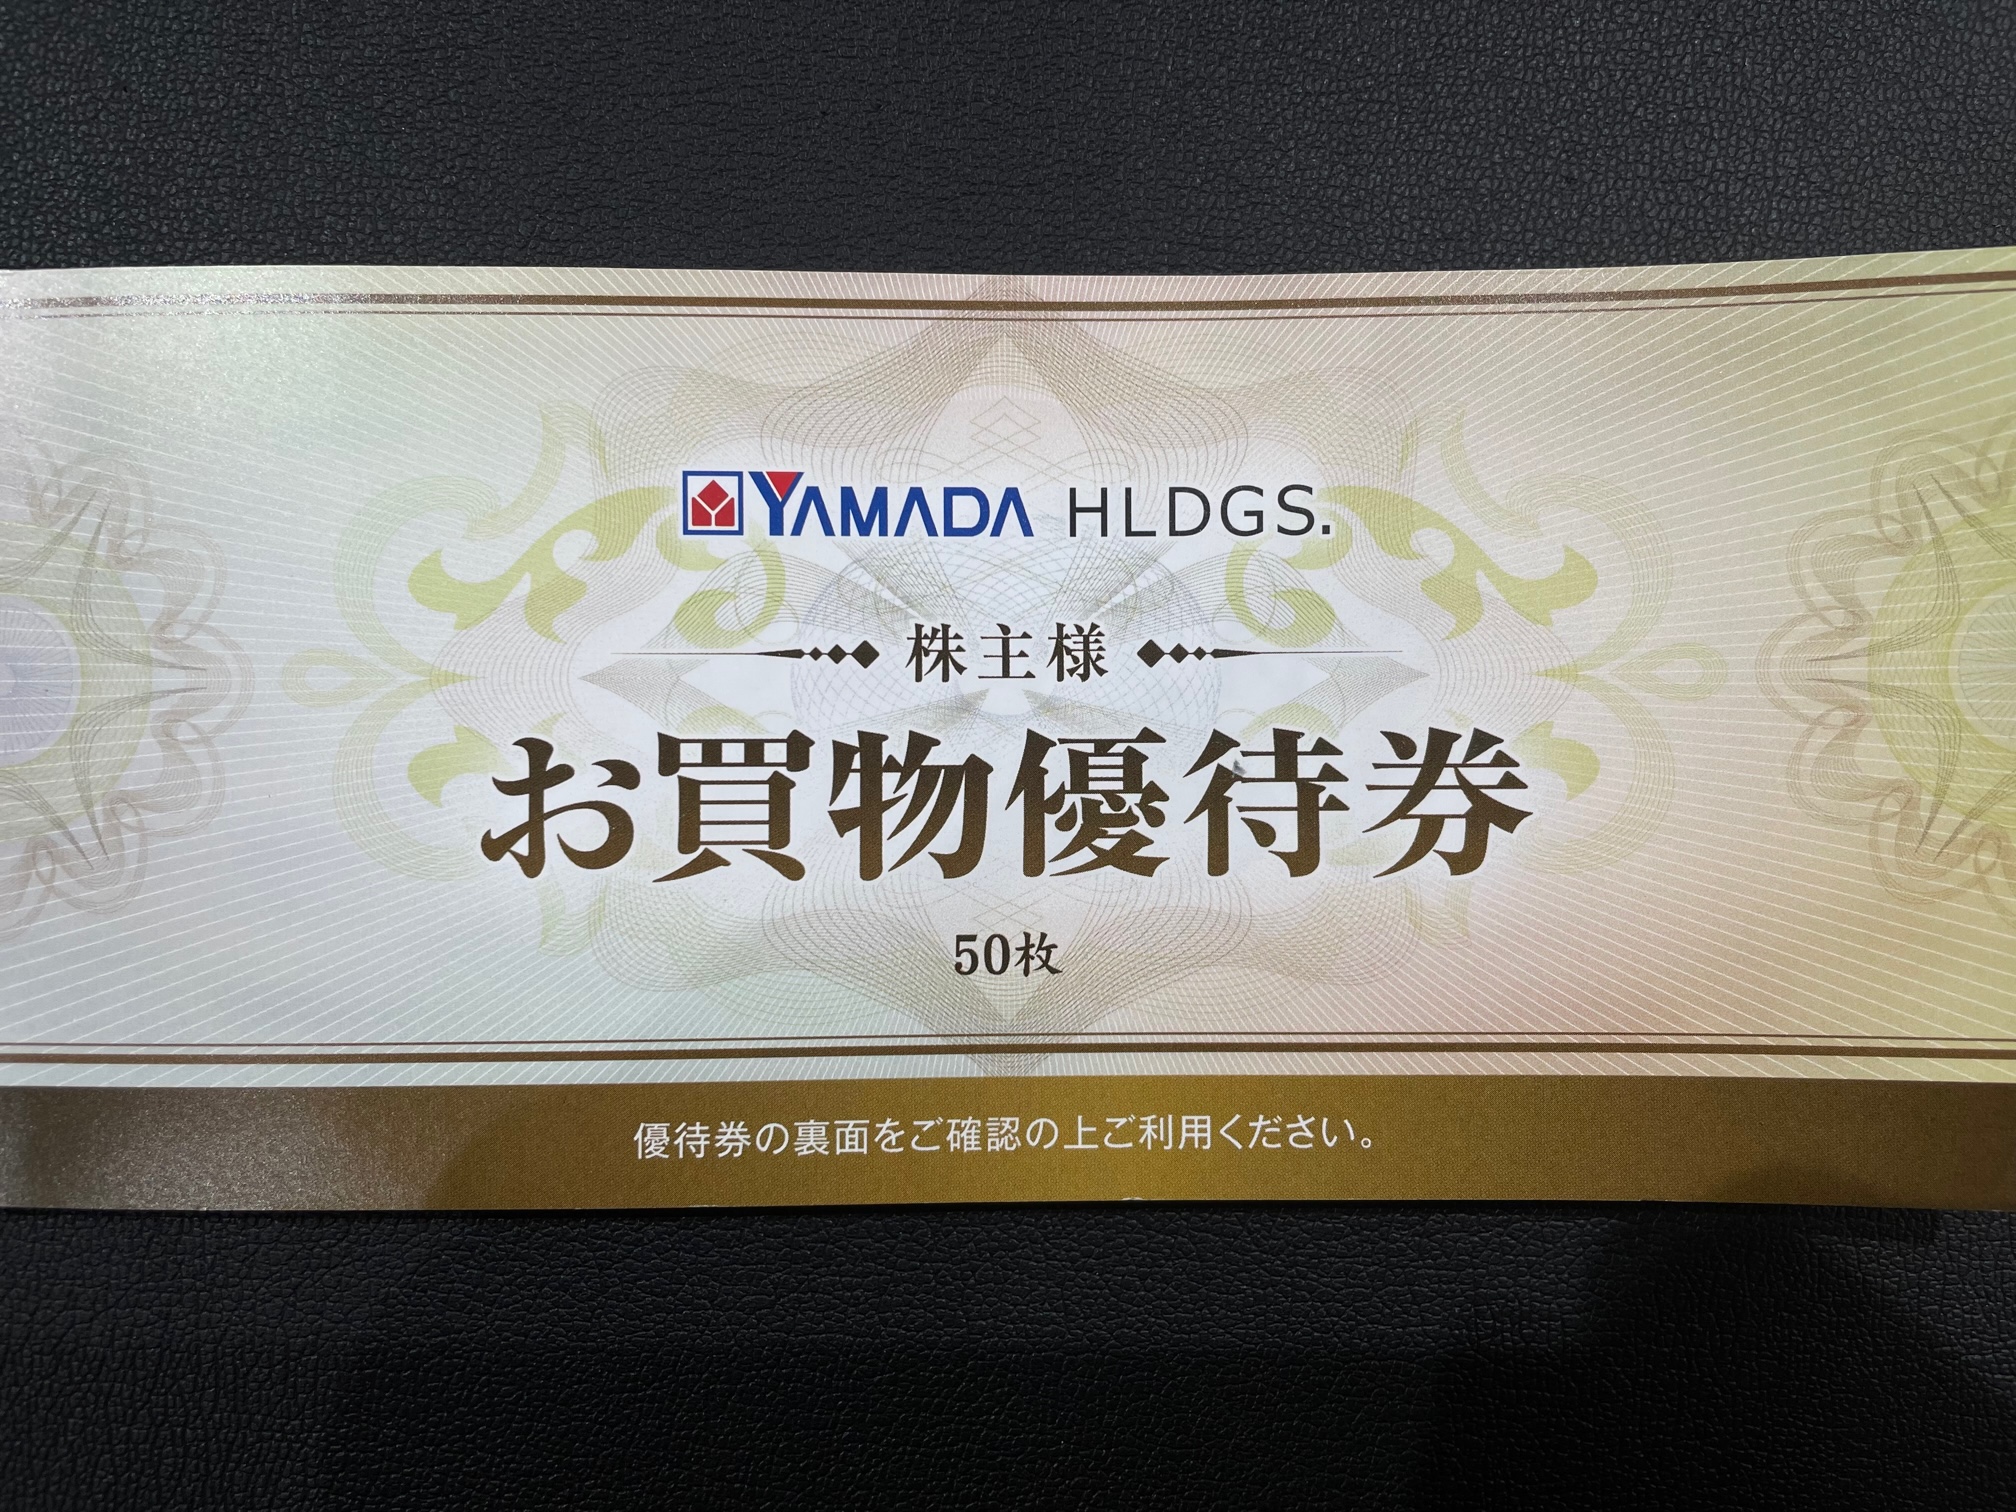 YAMADA HLDGS.
株主様
お買物優待券
50枚
優待券の裏面をご確認の上ご利用ください。